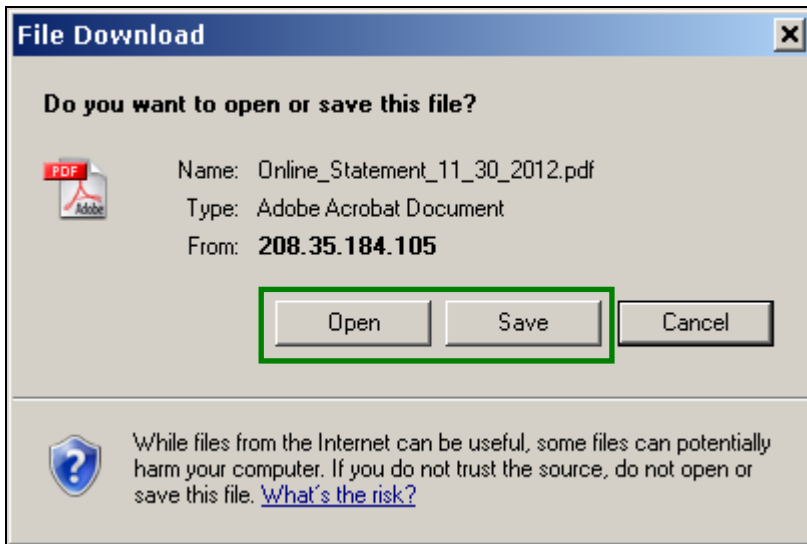 File Download
Do you want to open or save this file?
PDF
Adobe
Name: Online_Statement_11_30_2012.pdf
Type: Adobe Acrobat Document
From: 208.35.184.105
Open Save Cancel
While files from the Internet can be useful, some files can potentially
harm your computer. If you do not trust the source, do not open or
save this file. What's the risk?